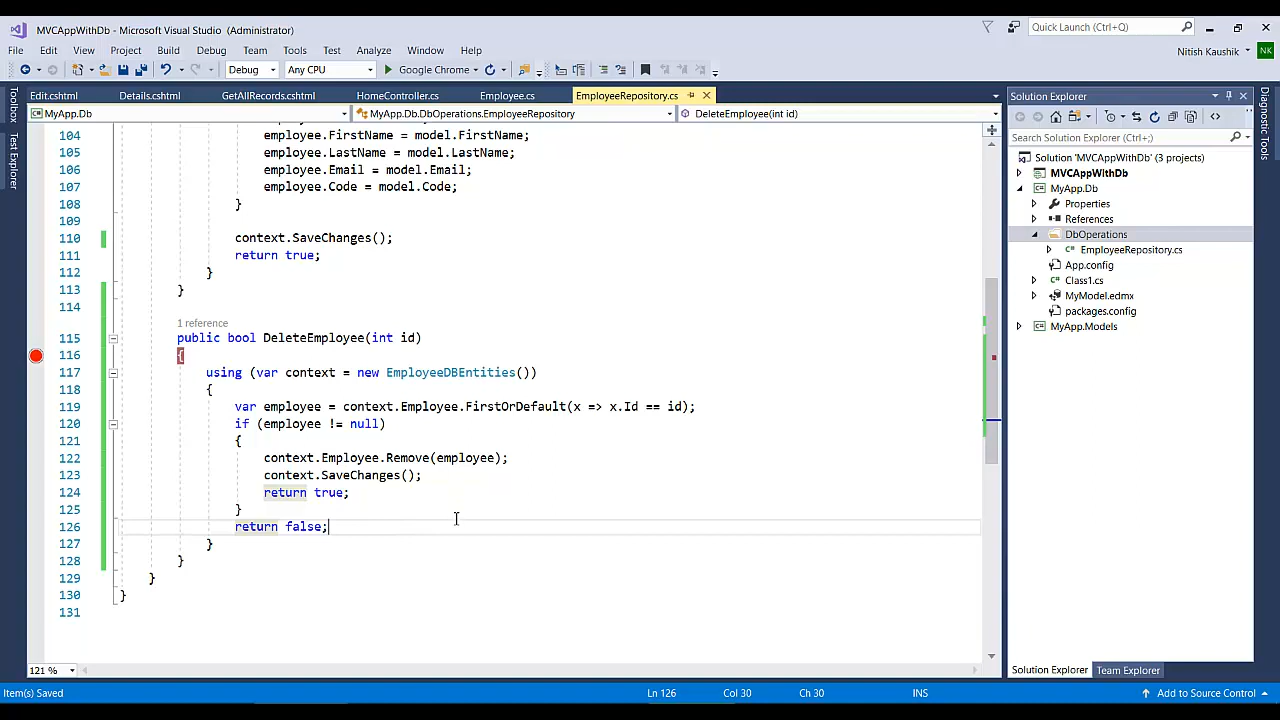 MVCAppWithDb - Microsoft Visual Studio (Administrator)
Quick Launch (Ctrl+Q)
File Edit View Project Build Debug Team Tools Test Analyze Window Help
Nitish Kaushik NK
Debug Any CPU Google Chrome
Edit.cshtml Details.cshtml GetAllRecords.cshtml HomeController.cs Employee.cs EmployeeRepository.cs
MyApp.Db MyApp.Db.DbOperations.EmployeeRepository DeleteEmployee(int id)
Toolbox
Test Explorer
104 employee.FirstName = model.FirstName;
105 employee.LastName = model.LastName;
106 employee.Email = model.Email;
107 employee.Code = model.Code;
108 }
109
110 context.SaveChanges();
111 return true;
112 }
113 }
114
1 reference
115 public bool DeleteEmployee(int id)
116 {
117 using (var context = new EmployeeDBEntities())
118 {
119 var employee = context.Employee.FirstOrDefault(x => x.Id == id);
120 if (employee != null)
121 {
122 context.Employee.Remove(employee);
123 context.SaveChanges();
124 return true;
125 }
126 return false;
127 }
128 }
129 }
130 }
131
121 %
Solution Explorer
Search Solution Explorer (Ctrl+;)
Solution 'MVCAppWithDb' (3 projects)
MVCAppWithDb
MyApp.Db
Properties
References
DbOperations
EmployeeRepository.cs
App.config
Class1.cs
MyModel.edmx
packages.config
MyApp.Models
Solution Explorer Team Explorer
Diagnostic Tools
Item(s) Saved Ln 126 Col 30 Ch 30 INS Add to Source Control